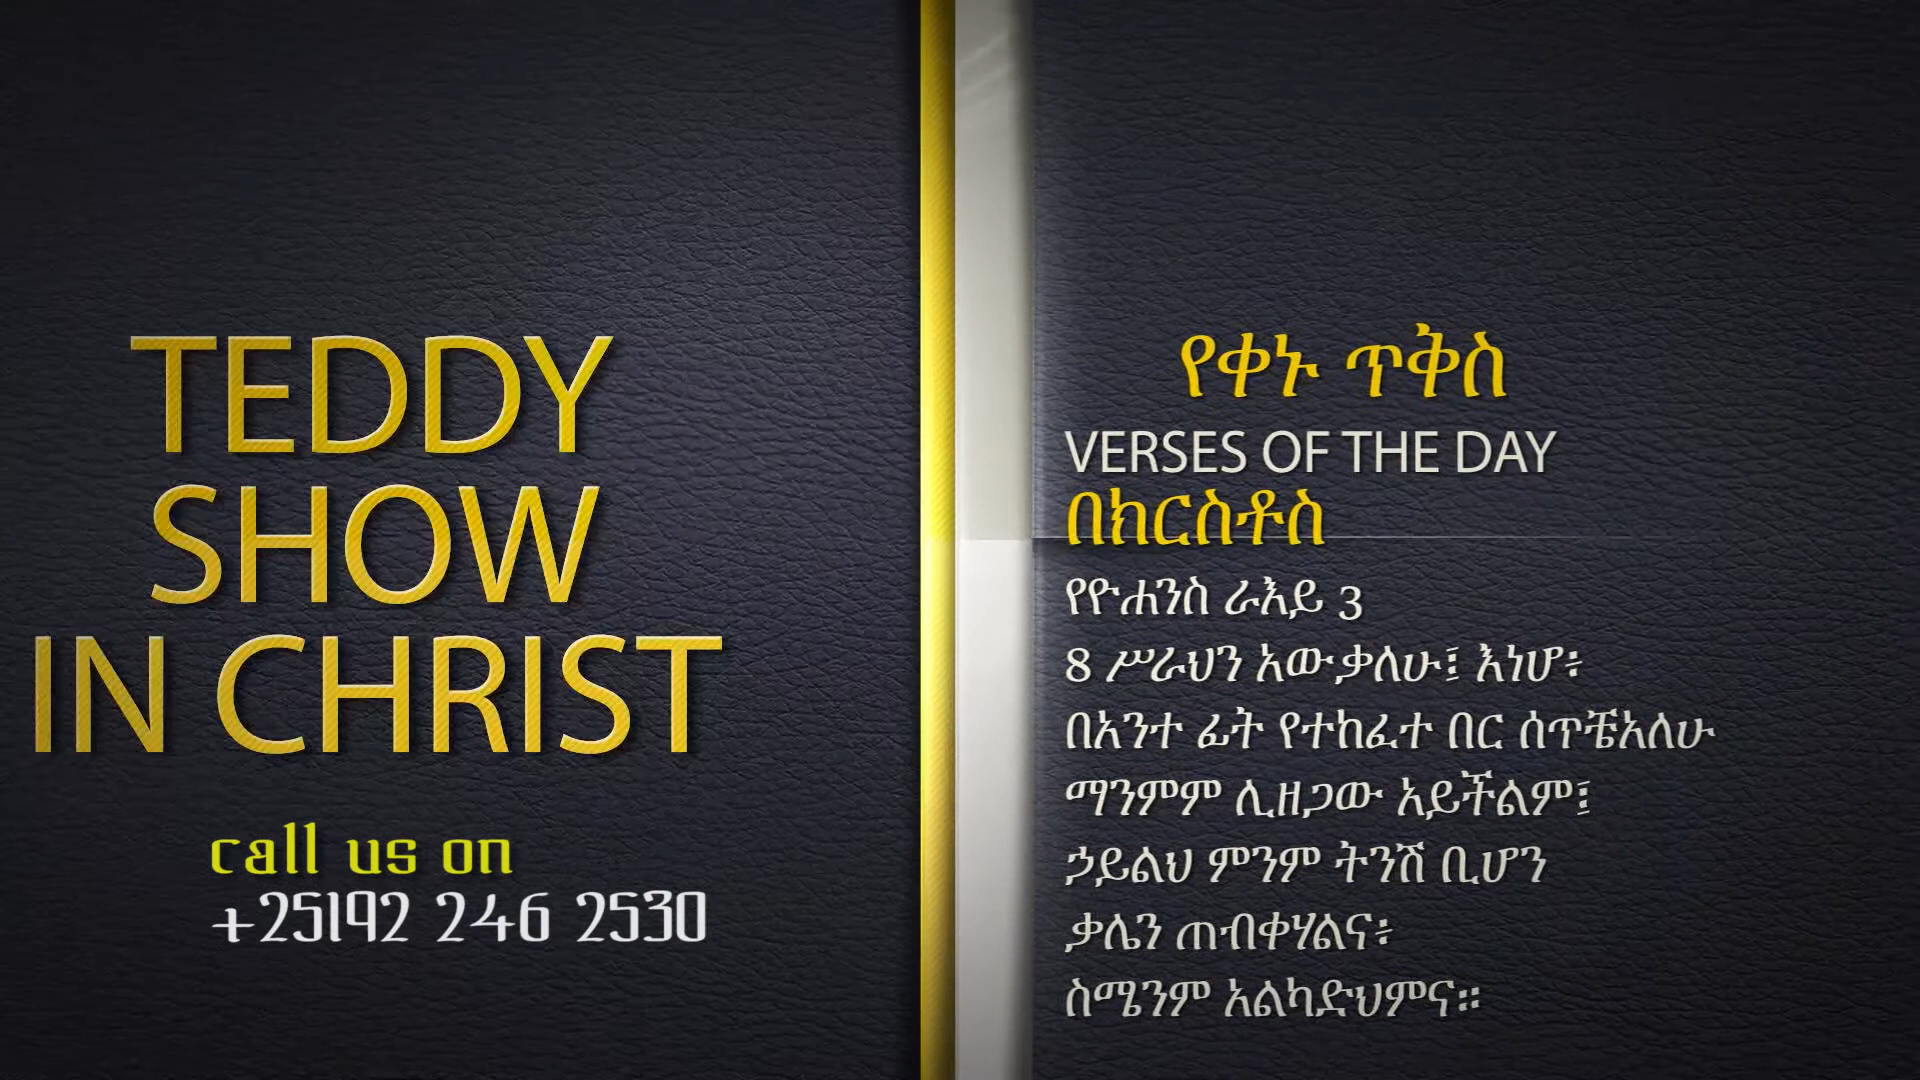 TEDDY
SHOW
IN CHRIST
call us on
+25192 246 2530
የቀኑ ጥቅስ
VERSES OF THE DAY
በክርስቶስ
የዮሐንስ ራእይ 3
8 ሥራህን አውቃለሁ፤ እነሆ፥
በአንተ ፊት የተከፈተ በር ሰጥቼአለሁ
ማንምም ሊዘጋው አይችልም፤
ኃይልህ ምንም ትንሽ ቢሆን
ቃሌን ጠብቀሃልና፥
ስሜንም አልካድህምና።